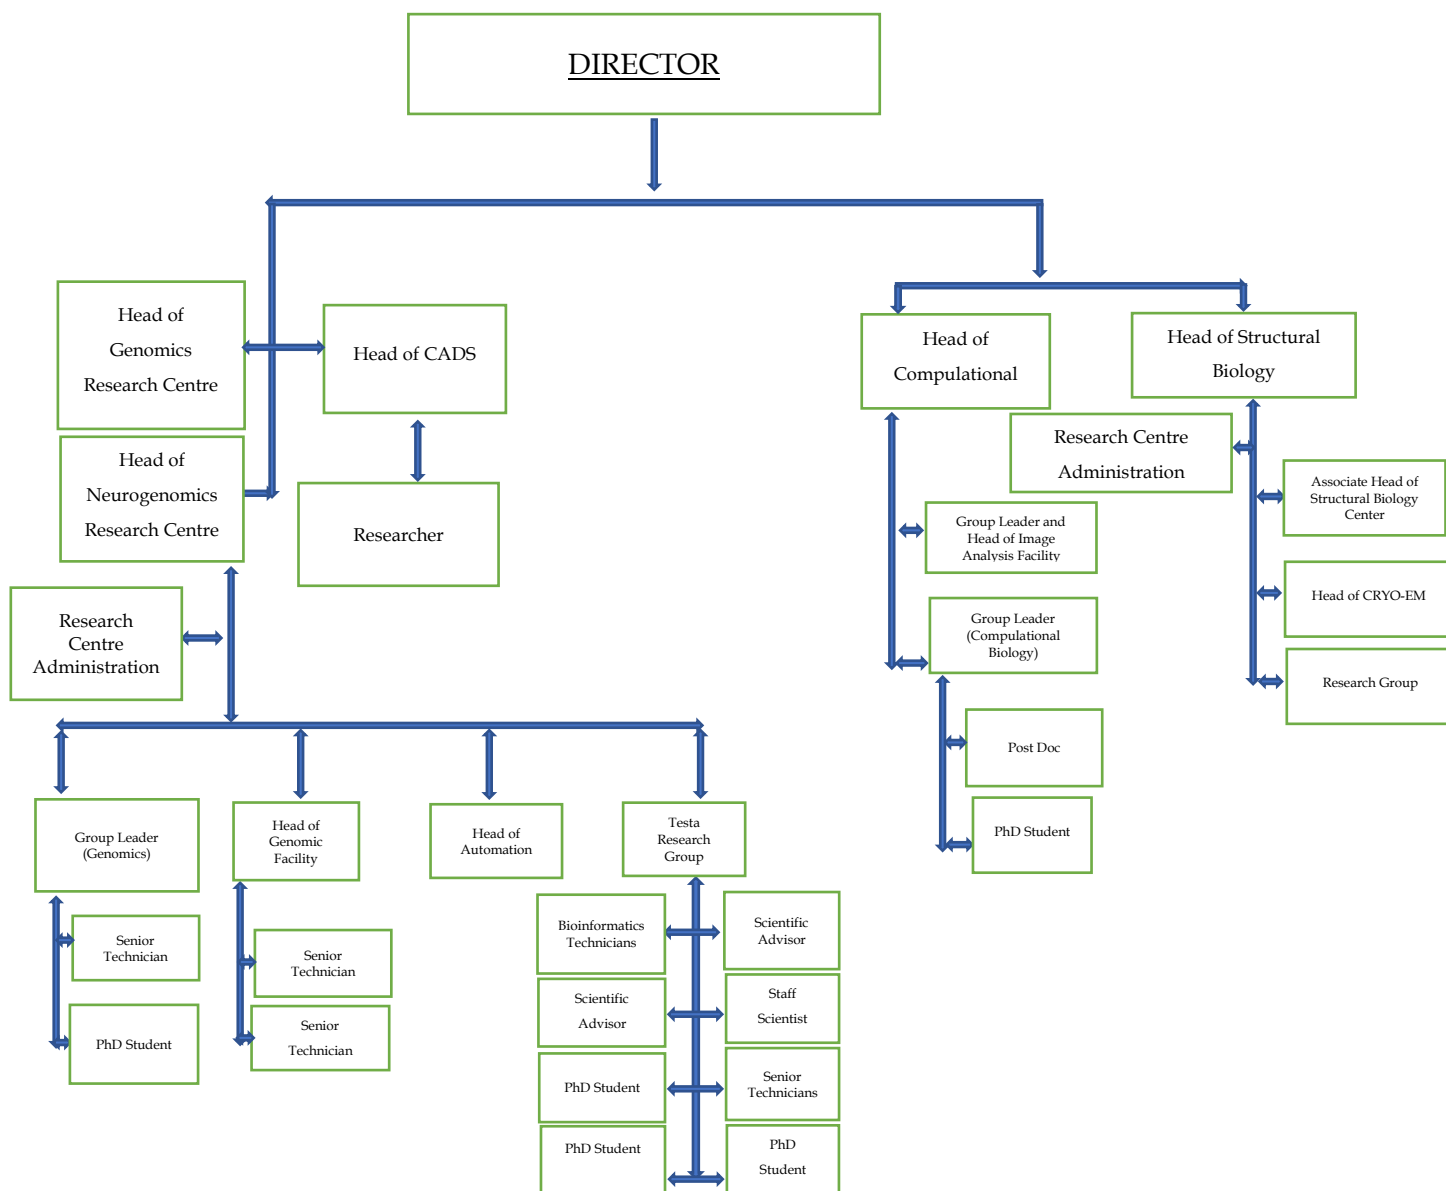 DIRECTOR
Head of
Genomics
Research Centre
Head of CADS
Head of
Neurogenomics
Research Centre
Researcher
Research
Centre
Administration
Head of
Compulational
Head of Structural
Biology
Research Centre
Administration
Associate Head of
Structural Biology
Center
Group Leader and
Head of Image
Analysis Facility
Head of CRYO-EM
Group Leader
(Computational
Biology)
Research Group
Post Doc
PhD Student
Group Leader
(Genomics)
Head of
Genomic
Facility
Head of
Automation
Testa
Research
Group
Senior
Technician
PhD Student
Senior
Technician
Senior
Technician
Bioinformatics
Technicians
Scientific
Advisor
Scientific
Advisor
Staff
Scientist
PhD Student
Senior
Technicians
PhD Student
PhD
Student